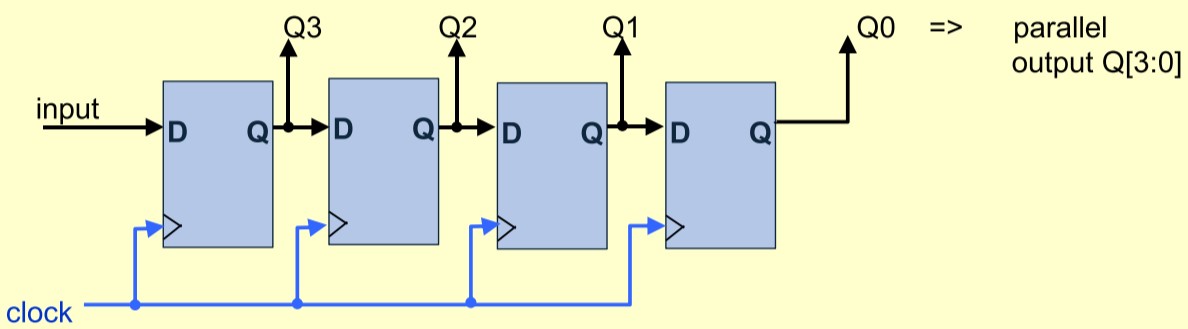 Q3 Q2 Q1 Q0 => parallel
output Q[3:0]
input
D Q D Q D Q D Q
clock